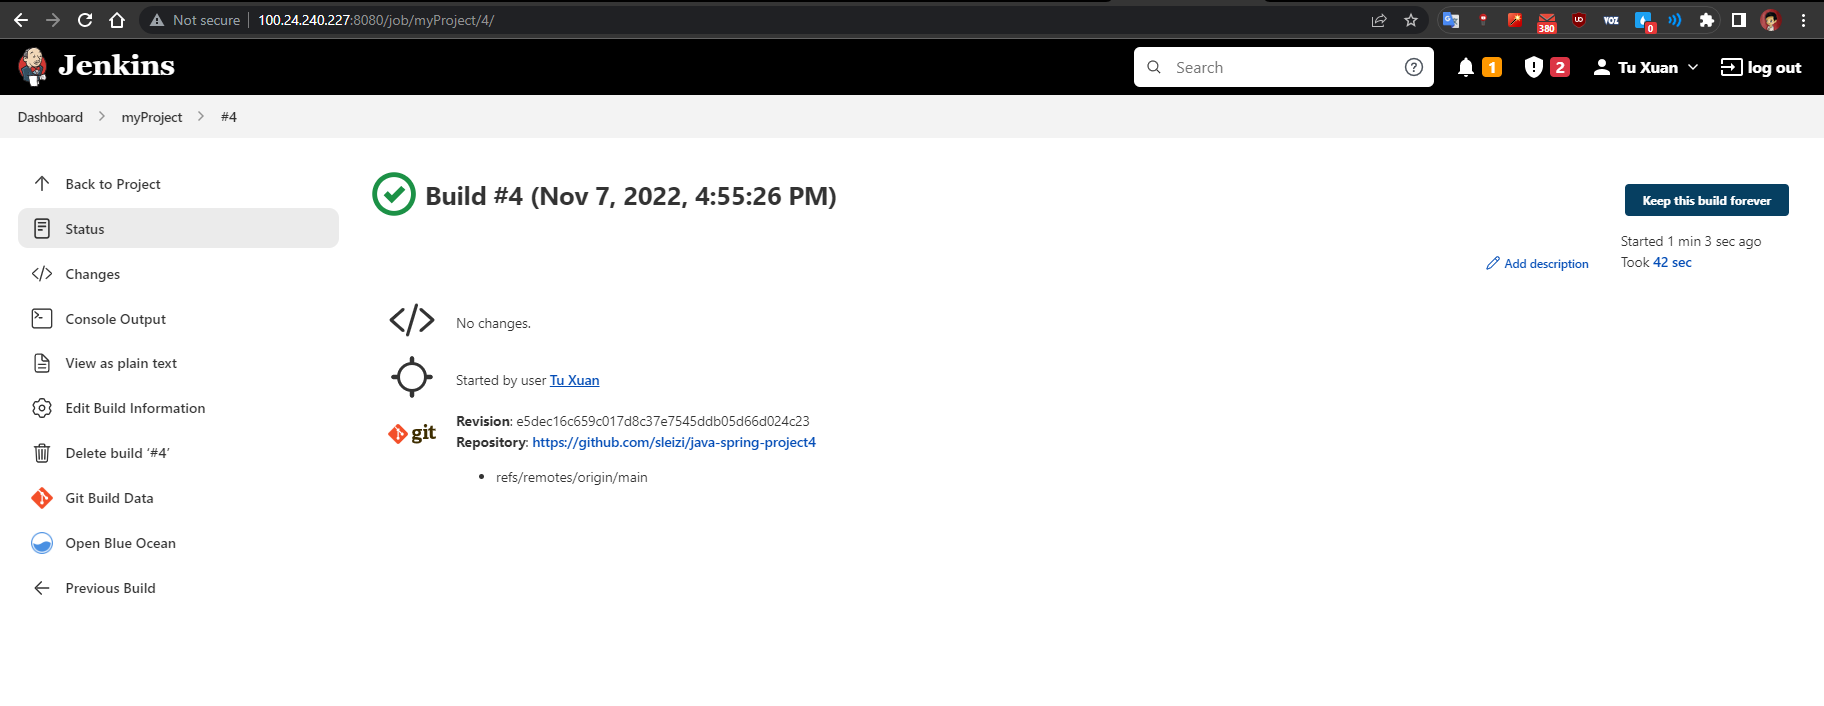 Not secure 100.24.240.227:8080/job/myProject/4/
380
UD
VOZ
0
Jenkins
Search
1
2
Tu Xuan
log out
Dashboard
myProject
#4
Back to Project
Status
Changes
Console Output
View as plain text
Edit Build Information
Delete build ‘#4’
Git Build Data
Open Blue Ocean
Previous Build
Build #4 (Nov 7, 2022, 4:55:26 PM)
Keep this build forever
Started 1 min 3 sec ago
Took 42 sec
Add description
No changes.
Started by user Tu Xuan
git
Revision: e5dec16c659c017d8c37e7545ddb05d66d024c23
Repository: https://github.com/sleizi/java-spring-project4
refs/remotes/origin/main